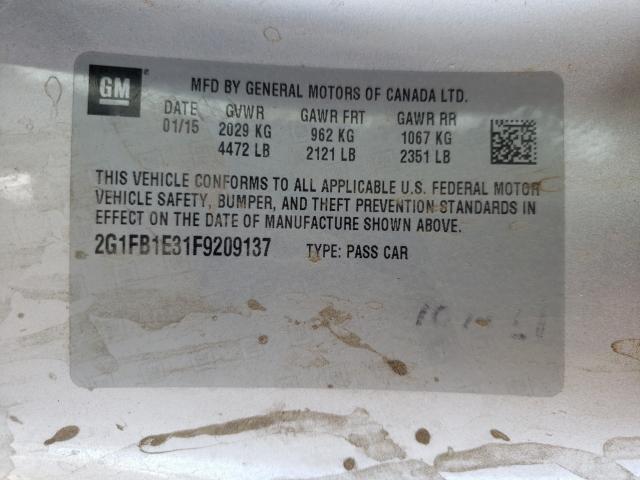 GM
MFD BY GENERAL MOTORS OF CANADA LTD.
DATE GVWR GAWR FRT GAWR RR
01/15 2029 KG 962 KG 1067 KG
4472 LB 2121 LB 2351 LB
THIS VEHICLE CONFORMS TO ALL APPLICABLE U.S. FEDERAL MOTOR
VEHICLE SAFETY, BUMPER, AND THEFT PREVENTION STANDARDS IN
EFFECT ON THE DATE OF MANUFACTURE SHOWN ABOVE.
2G1FB1E31F9209137 TYPE: PASS CAR